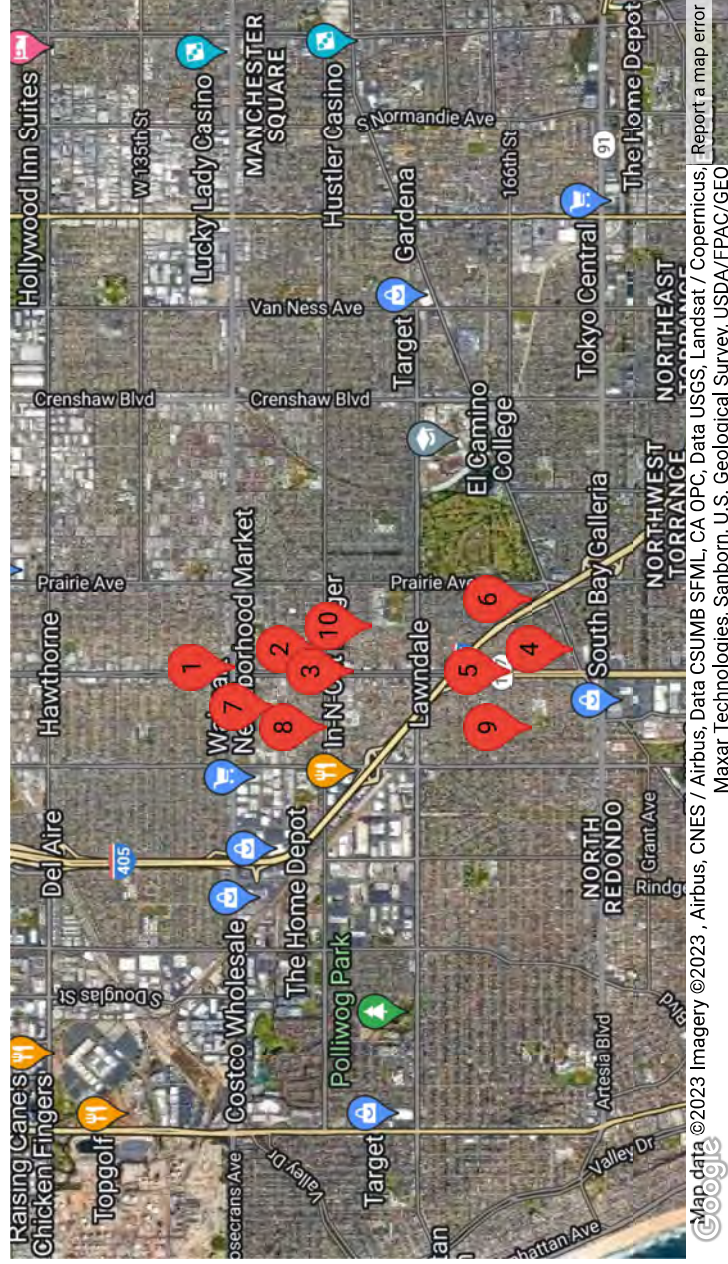 Hollywood Inn Suites
W 135th St
Lucky Lady Casino
MANCHESTER
SQUARE
Hustler Casino
S Normandie Ave
166th St
91
The Home Depot
Gardena
Van Ness Ave
Target
Tokyo Central
NORTHEAST
TORRANCE
Crenshaw Blvd
Crenshaw Blvd
El Camino
College
NORTHWEST
TORRANCE
Prairie Ave
Prairie Ave
South Bay Galleria
Hawthorne
1
2
3
10
6
5
4
7
8
9
Lawndale
Del Aire
405
The Home Depot
Costco Wholesale
S Douglas St
Polliwog Park
NORTH
REDONDO
Grant Ave
Artesia Blvd
Raising Cane's
Chicken Fingers
Topgolf
Target
Valley Dr
Valley Dr
Google
Map data ©2023 Imagery ©2023 , Airbus, CNES / Airbus, Data CSUMB SFML, CA OPC, Data USGS, Landsat / Copernicus,
Maxar Technologies, Sanborn, U.S. Geological Survey, USDA/FPAC/GEO
Report a map error